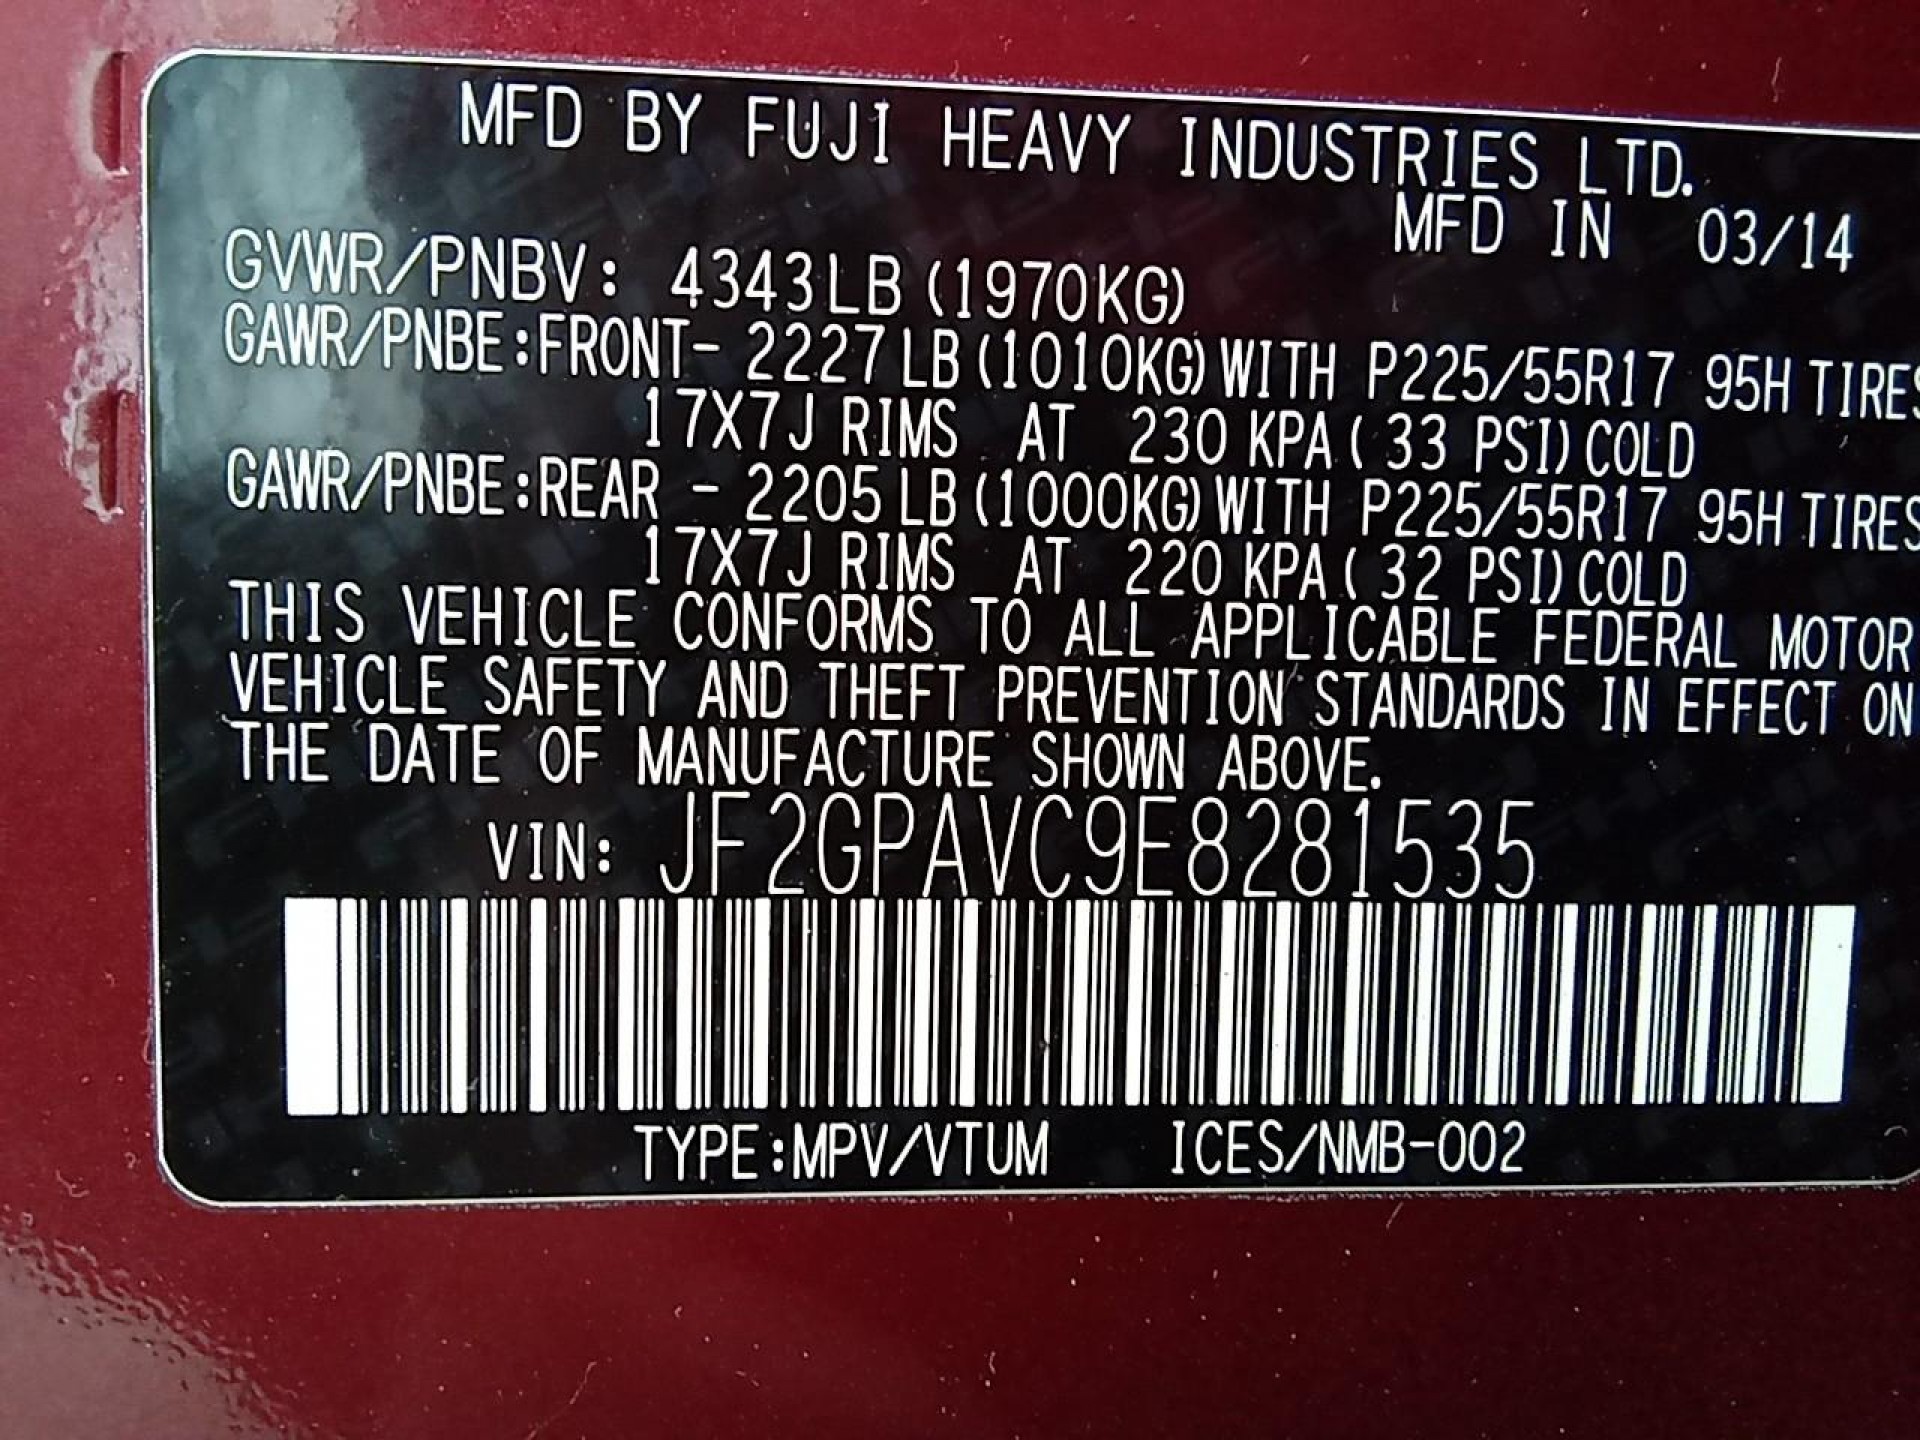 MFD BY FUJI HEAVY INDUSTRIES LTD.
MFD IN 03/14
GVWR/PNBV: 4343LB (1970KG)
GAWR/PNBE:FRONT- 2227LB(1010KG)WITH P225/55R17 95H TIRES
17X7J RIMS AT 230 KPA( 33 PSI)COLD
GAWR/PNBE:REAR - 2205LB(1000KG)WITH P225/55R17 95H TIRES
17X7J RIMS AT 220 KPA( 32 PSI)COLD
THIS VEHICLE CONFORMS TO ALL APPLICABLE FEDERAL MOTOR
VEHICLE SAFETY AND THEFT PREVENTION STANDARDS IN EFFECT ON
THE DATE OF MANUFACTURE SHOWN ABOVE.
VIN: JF2GPAVC9E8281535
TYPE:MPV/VTUM ICES/NMB-002